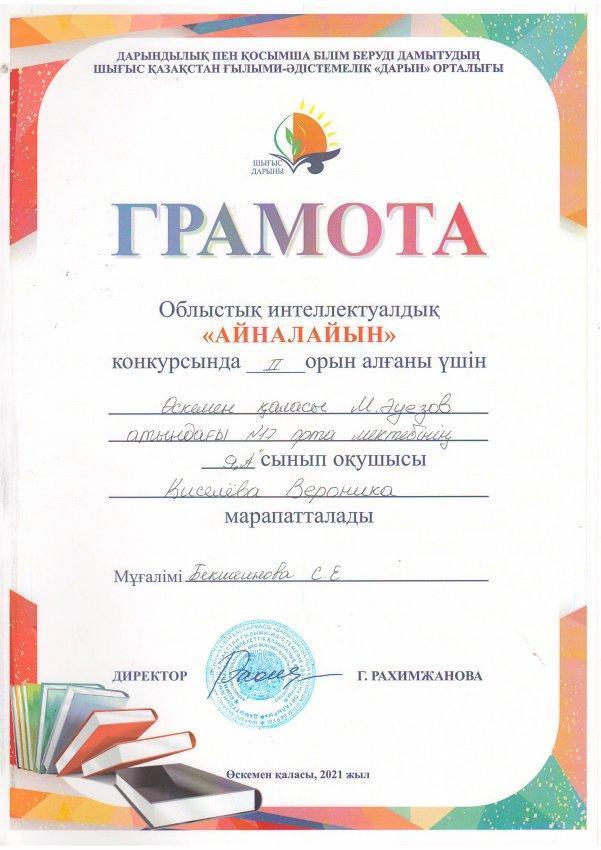 ДАРЫНДЫЛЫҚ ПЕН ҚОСЫМША БІЛІМ БЕРУДІ ДАМЫТУДЫҢ
ШЫҒЫС ҚАЗАҚСТАН ҒЫЛЫМИ-ӘДІСТЕМЕЛІК «ДАРЫН» ОРТАЛЫҒЫ
ШЫҒЫС
ДАРЫНЫ
ГРАМОТА
Облыстық интеллектуалдық
«АЙНАЛАЙЫН»
конкурсында II орын алғаны үшін
Өскемен қаласы М.Әуезов
атындағы №17 орта мектебінің
9„А" сынып оқушысы
Киселёва Вероника
марапатталады
Мұғалімі Бекшеинова С.Е
ДИРЕКТОР Г. РАХИМЖАНОВА
Өскемен қаласы, 2021 жыл